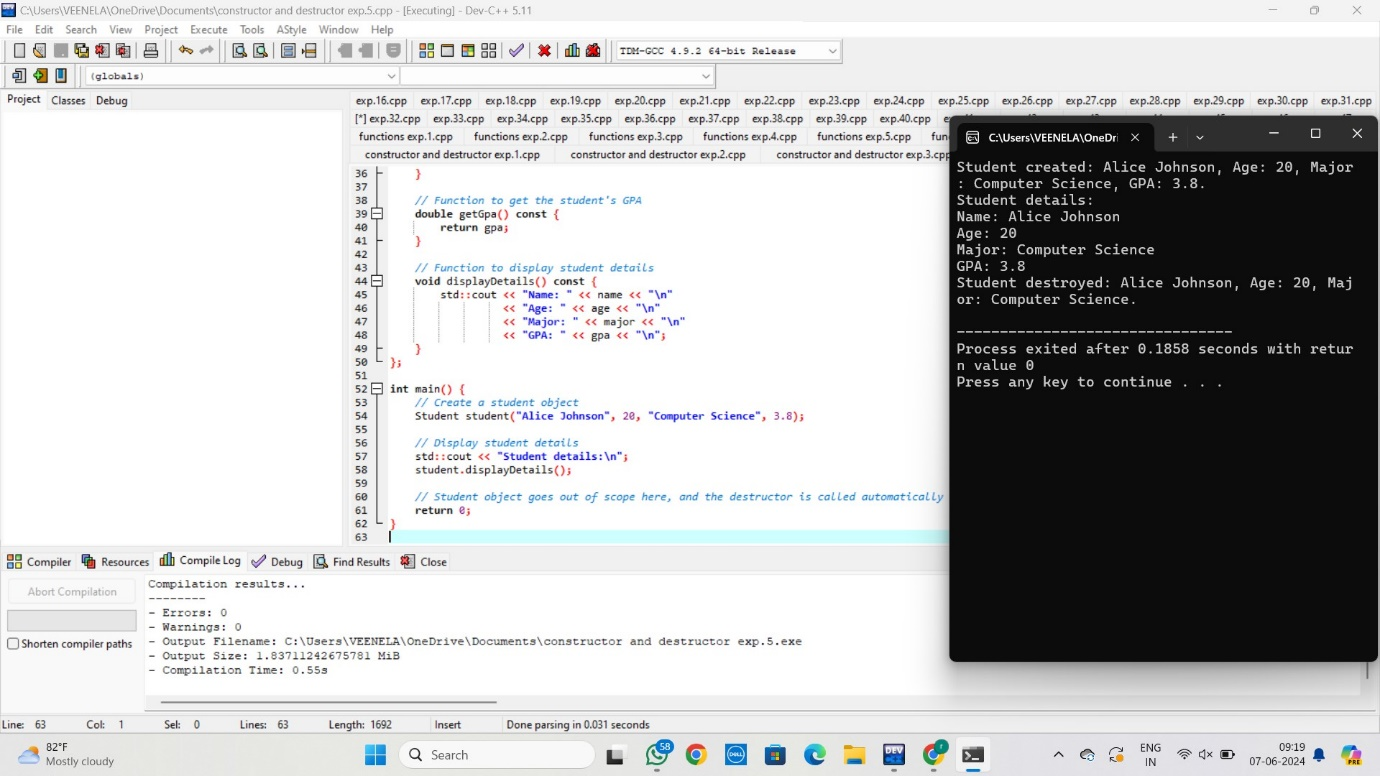 C:\Users\VEENELA\OneDrive\Documents\constructor and destructor exp.5.cpp - [Executing] - Dev-C++ 5.11
File Edit Search View Project Execute Tools AStyle Window Help
TDM-GCC 4.9.2 64-bit Release
(globals)
Project Classes Debug
exp.16.cpp exp.17.cpp exp.18.cpp exp.19.cpp exp.20.cpp exp.21.cpp exp.22.cpp exp.23.cpp exp.24.cpp exp.25.cpp exp.26.cpp exp.27.cpp exp.28.cpp exp.29.cpp exp.30.cpp exp.31.cpp
[*] exp.32.cpp exp.33.cpp exp.34.cpp exp.35.cpp exp.36.cpp exp.37.cpp exp.38.cpp exp.39.cpp exp.40.cpp
functions exp.1.cpp functions exp.2.cpp functions exp.3.cpp functions exp.4.cpp functions exp.5.cpp fun
constructor and destructor exp.1.cpp constructor and destructor exp.2.cpp constructor and destructor exp.3.cpp
36 }
37
38 // Function to get the student's GPA
39 double getGpa() const {
40 return gpa;
41 }
42
43 // Function to display student details
44 void displayDetails() const {
45 std::cout << "Name: " << name << "\n"
46 << "Age: " << age << "\n"
47 << "Major: " << major << "\n"
48 << "GPA: " << gpa << "\n";
49 }
50 };
51
52 int main() {
53 // Create a student object
54 Student student("Alice Johnson", 20, "Computer Science", 3.8);
55
56 // Display student details
57 std::cout << "Student details:\n";
58 student.displayDetails();
59
60 // Student object goes out of scope here, and the destructor is called automatically
61 return 0;
62 }
63
C:\Users\VEENELA\OneDri
Student created: Alice Johnson, Age: 20, Major
: Computer Science, GPA: 3.8.
Student details:
Name: Alice Johnson
Age: 20
Major: Computer Science
GPA: 3.8
Student destroyed: Alice Johnson, Age: 20, Maj
or: Computer Science.
--------------------------------
Process exited after 0.1858 seconds with retur
n value 0
Press any key to continue . . .
Compiler Resources Compile Log Debug Find Results Close
Abort Compilation
Shorten compiler paths
Compilation results...
--------
- Errors: 0
- Warnings: 0
- Output Filename: C:\Users\VEENELA\OneDrive\Documents\constructor and destructor exp.5.exe
- Output Size: 1.83711242675781 MiB
- Compilation Time: 0.55s
Line: 63 Col: 1 Sel: 0 Lines: 63 Length: 1692 Insert Done parsing in 0.031 seconds
82°F
Mostly cloudy
Search
58
DELL
DEV
ENG
IN
09:19
07-06-2024
PRE